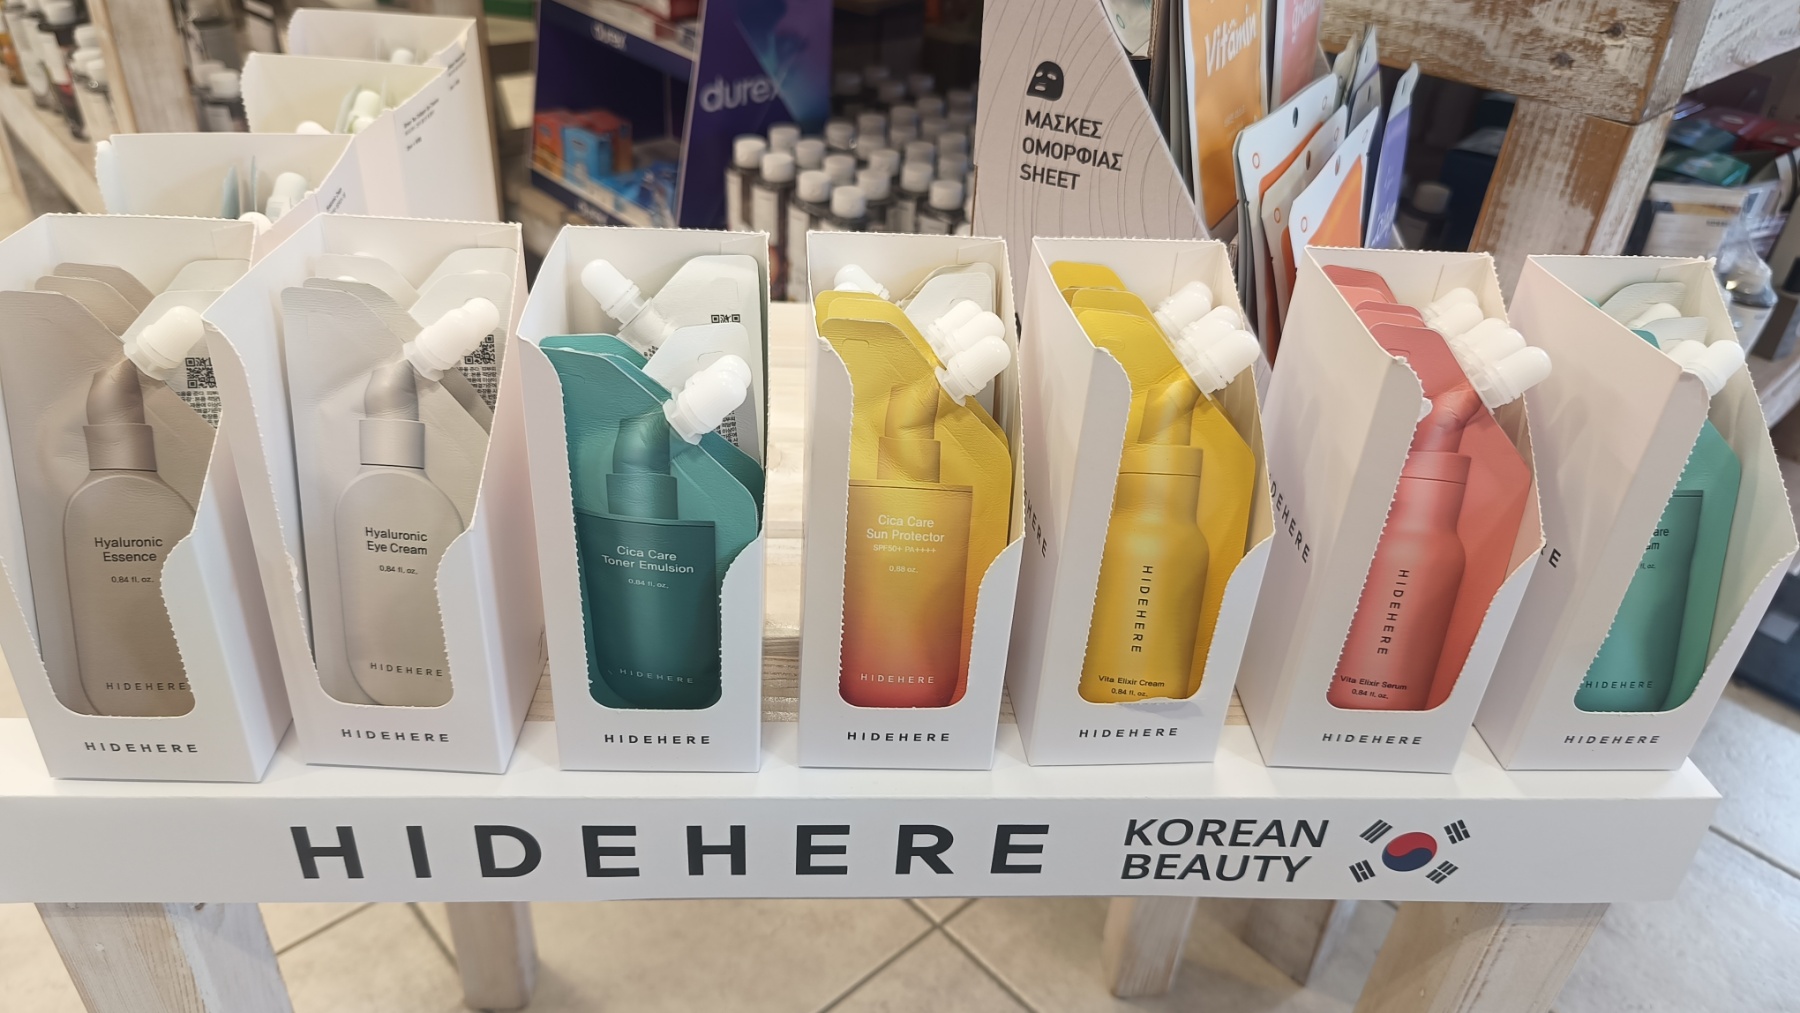 durex
Vitamin
ΜΑΣΚΕΣ
ΟΜΟΡΦΙΑΣ
SHEET
Hyaluronic
Essence
0.84 fl. oz.
HIDEHERE
HIDEHERE
Hyaluronic
Eye Cream
0.84 fl. oz.
HIDEHERE
HIDEHERE
Cica Care
Toner Emulsion
0.84 fl. oz.
HIDEHERE
HIDEHERE
Cica Care
Sun Protector
SPF50+ PA++++
0.88 oz.
HIDEHERE
HIDEHERE
HIDEHERE
HIDEHERE
Vita Elixir Cream
0.84 fl. oz.
HIDEHERE
HIDEHERE
HIDEHERE
Vita Elixir Serum
0.84 fl. oz.
HIDEHERE
HIDEHERE
HIDEHERE
HIDEHERE
KOREAN
BEAUTY